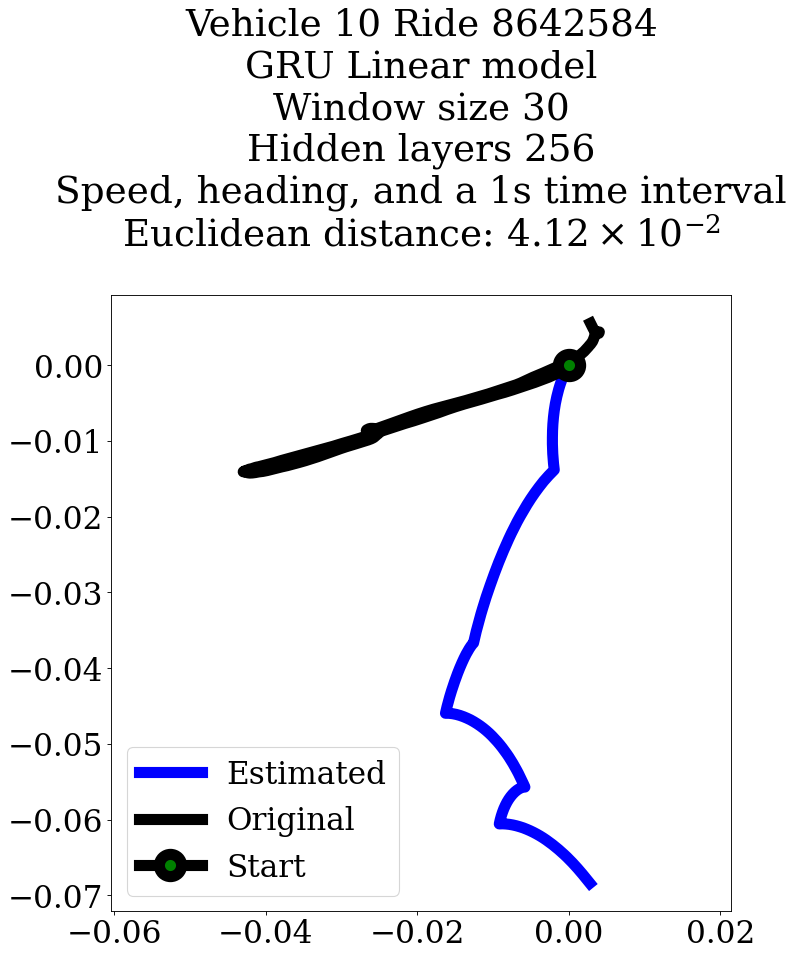 Vehicle 10 Ride 8642584
GRU Linear model
Window size 30
Hidden layers 256
Speed, heading, and a 1s time interval
Euclidean distance: 4.12 × 10⁻²
0.00
−0.01
−0.02
−0.03
−0.04
−0.05
−0.06
−0.07
Estimated
Original
Start
−0.06 −0.04 −0.02 0.00 0.02